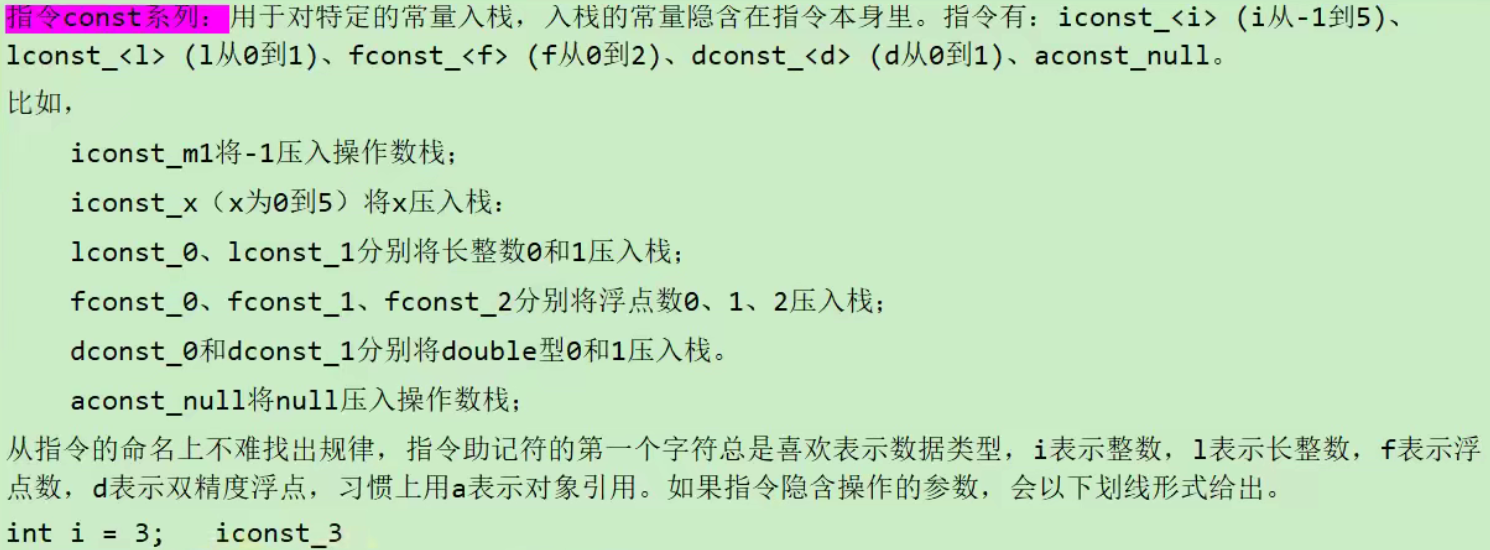 指令const系列：用于对特定的常量入栈，入栈的常量隐含在指令本身里。指令有：iconst_<i> (i从-1到5)、
lconst_<l> (l从0到1)、fconst_<f> (f从0到2)、dconst_<d> (d从0到1)、aconst_null。
比如，
iconst_m1将-1压入操作数栈；
iconst_x（x为0到5）将x压入栈：
lconst_0、lconst_1分别将长整数0和1压入栈；
fconst_0、fconst_1、fconst_2分别将浮点数0、1、2压入栈；
dconst_0和dconst_1分别将double型0和1压入栈。
aconst_null将null压入操作数栈；
从指令的命名上不难找出规律，指令助记符的第一个字符总是喜欢表示数据类型，i表示整数，l表示长整数，f表示浮
点数，d表示双精度浮点，习惯上用a表示对象引用。如果指令隐含操作的参数，会以下划线形式给出。
int i = 3; iconst_3